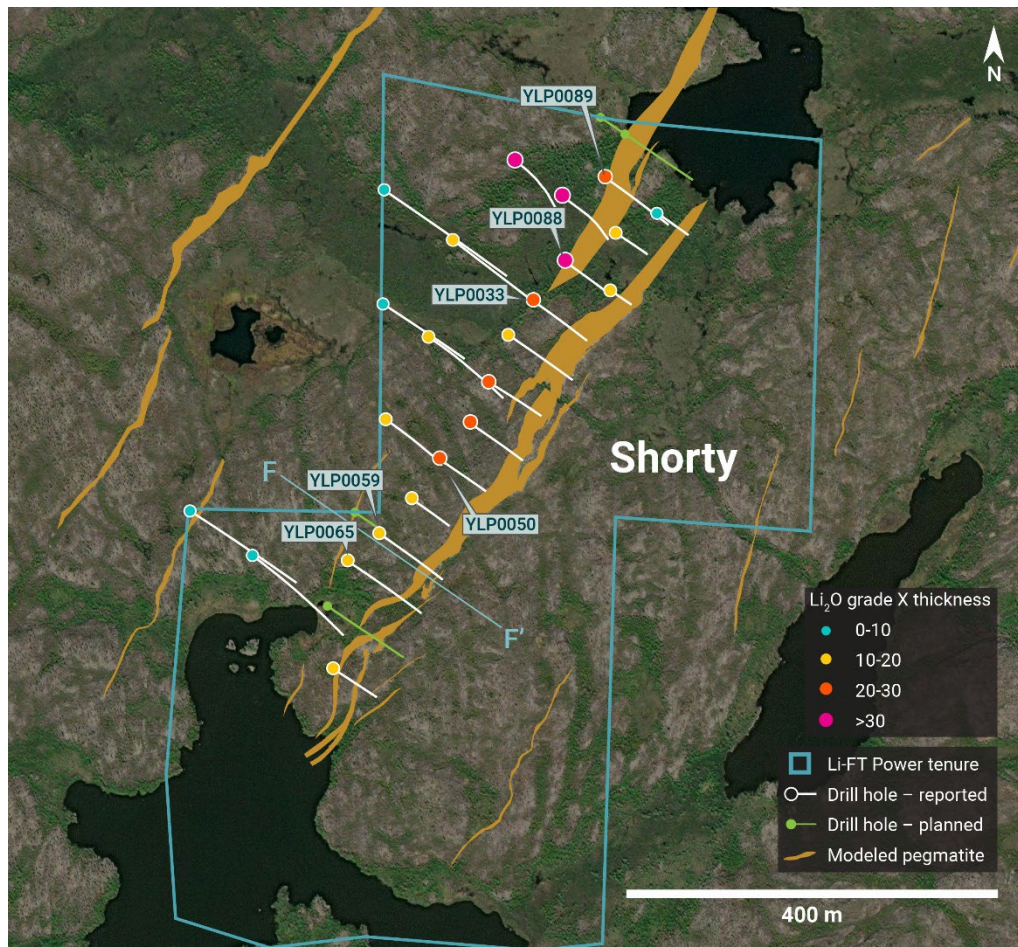 N
YLP0089
YLP0088
YLP0033
Shorty
F
YLP0059
YLP0065
YLP0050
F'
Li₂O grade X thickness
0-10
10-20
20-30
>30
Li-FT Power tenure
Drill hole – reported
Drill hole – planned
Modeled pegmatite
400 m